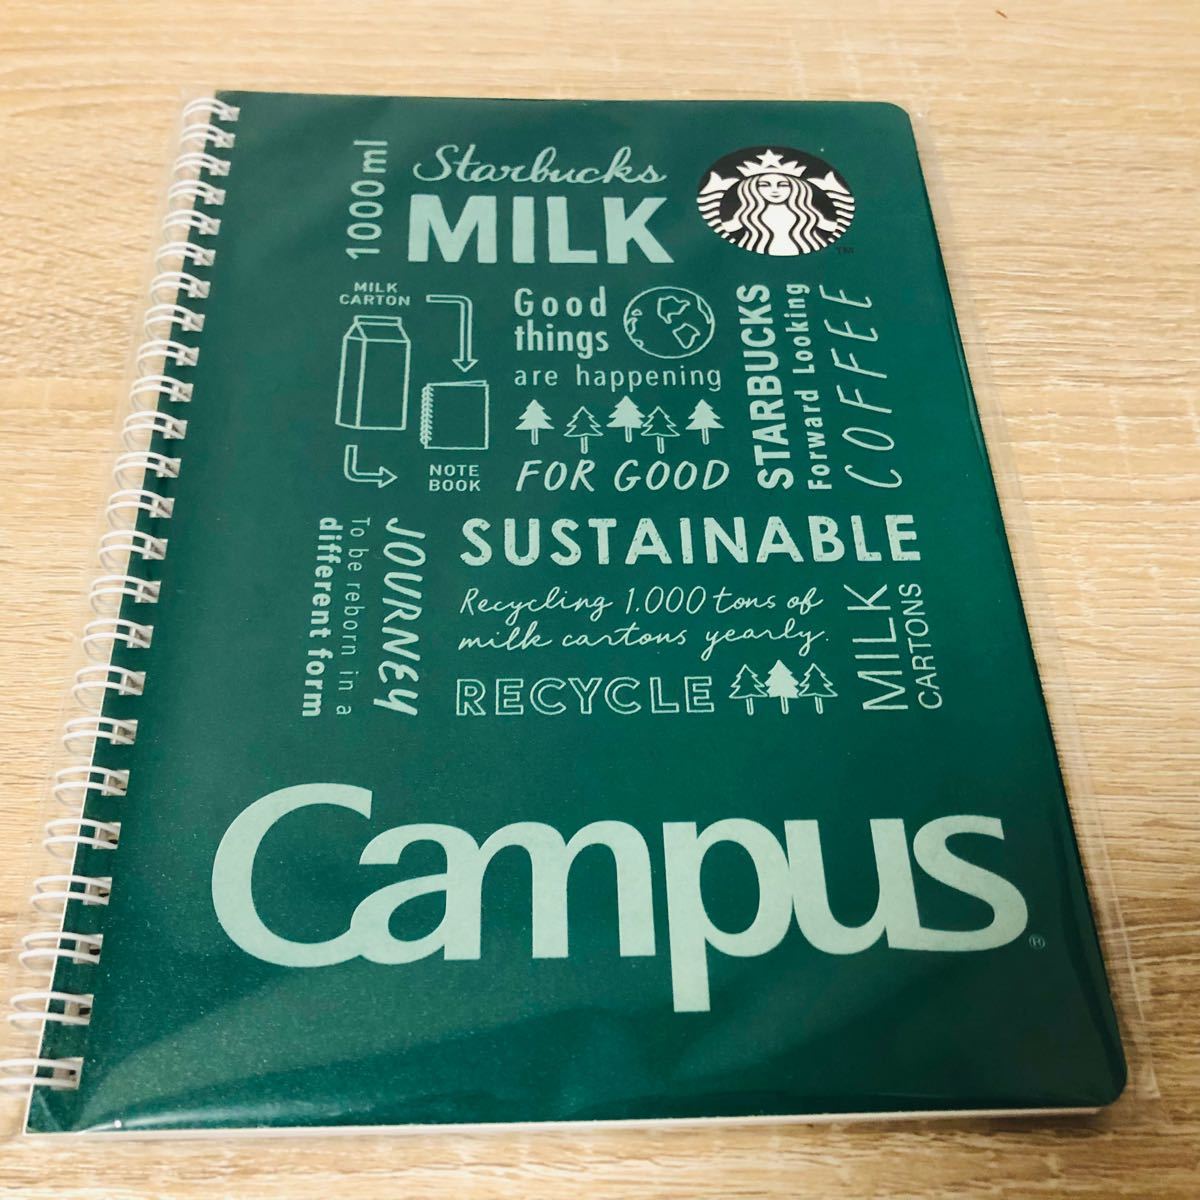 1000ml
Starbucks
MILK
TM
MILK
CARTON
NOTE
BOOK
Good
things
are happening
FOR GOOD
STARBUCKS
Forward Looking
COFFEE
JOURNEY
To be reborn in a
different form
SUSTAINABLE
Recycling 1.000 tons of
milk cartons yearly.
RECYCLE
MILK
CARTONS
Campus
®